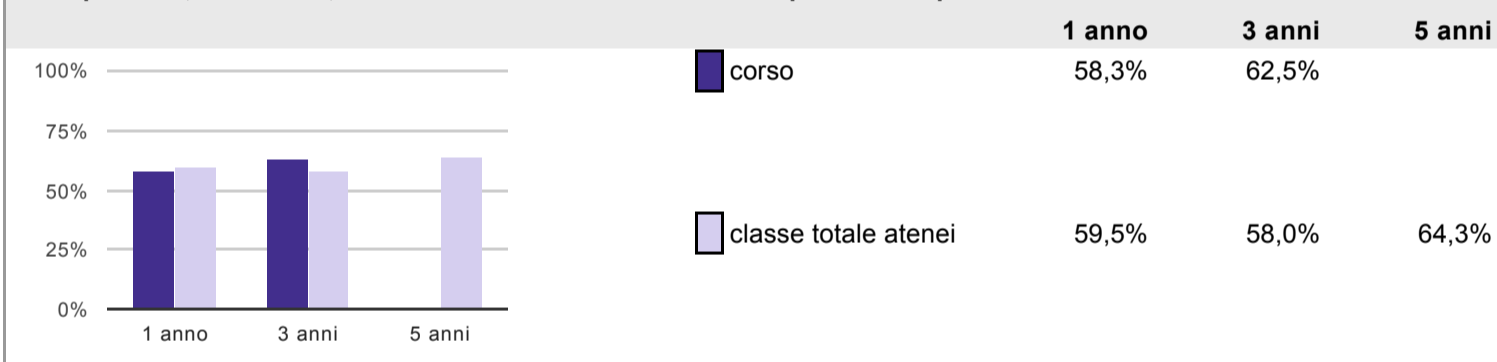 1 anno 3 anni 5 anni
100%
75%
50%
25%
0%
1 anno 3 anni 5 anni
corso 58,3% 62,5%
classe totale atenei 59,5% 58,0% 64,3%